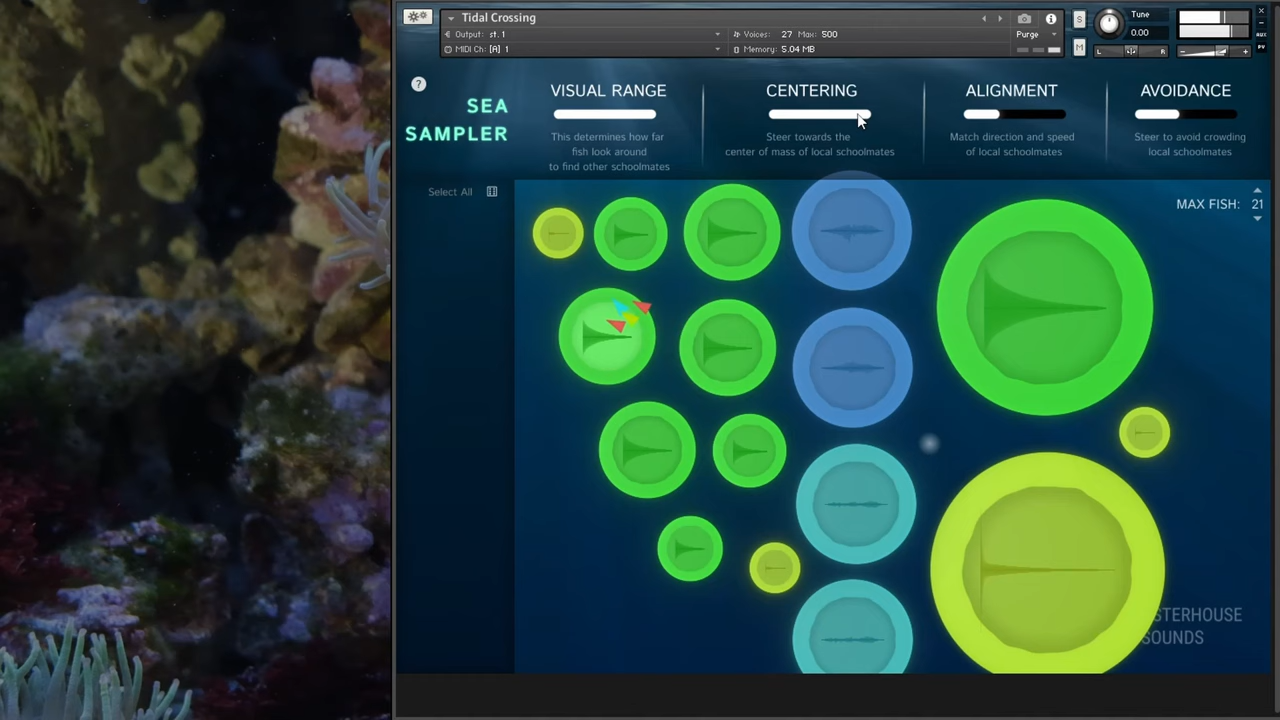 Tidal Crossing
Output: st.1
Voices: 27 Max: 500
Purge
MIDI Ch: [A] 1
Memory: 5.04 MB
S
M
Tune
0.00
L R
- +
×
AUX
PV
?
SEA
SAMPLER
VISUAL RANGE
This determines how far
fish look around
to find other schoolmates
CENTERING
Steer towards the
center of mass of local schoolmates
ALIGNMENT
Match direction and speed
of local schoolmates
AVOIDANCE
Steer to avoid crowding
local schoolmates
Select All
MAX FISH: 21
STERHOUSE
SOUNDS